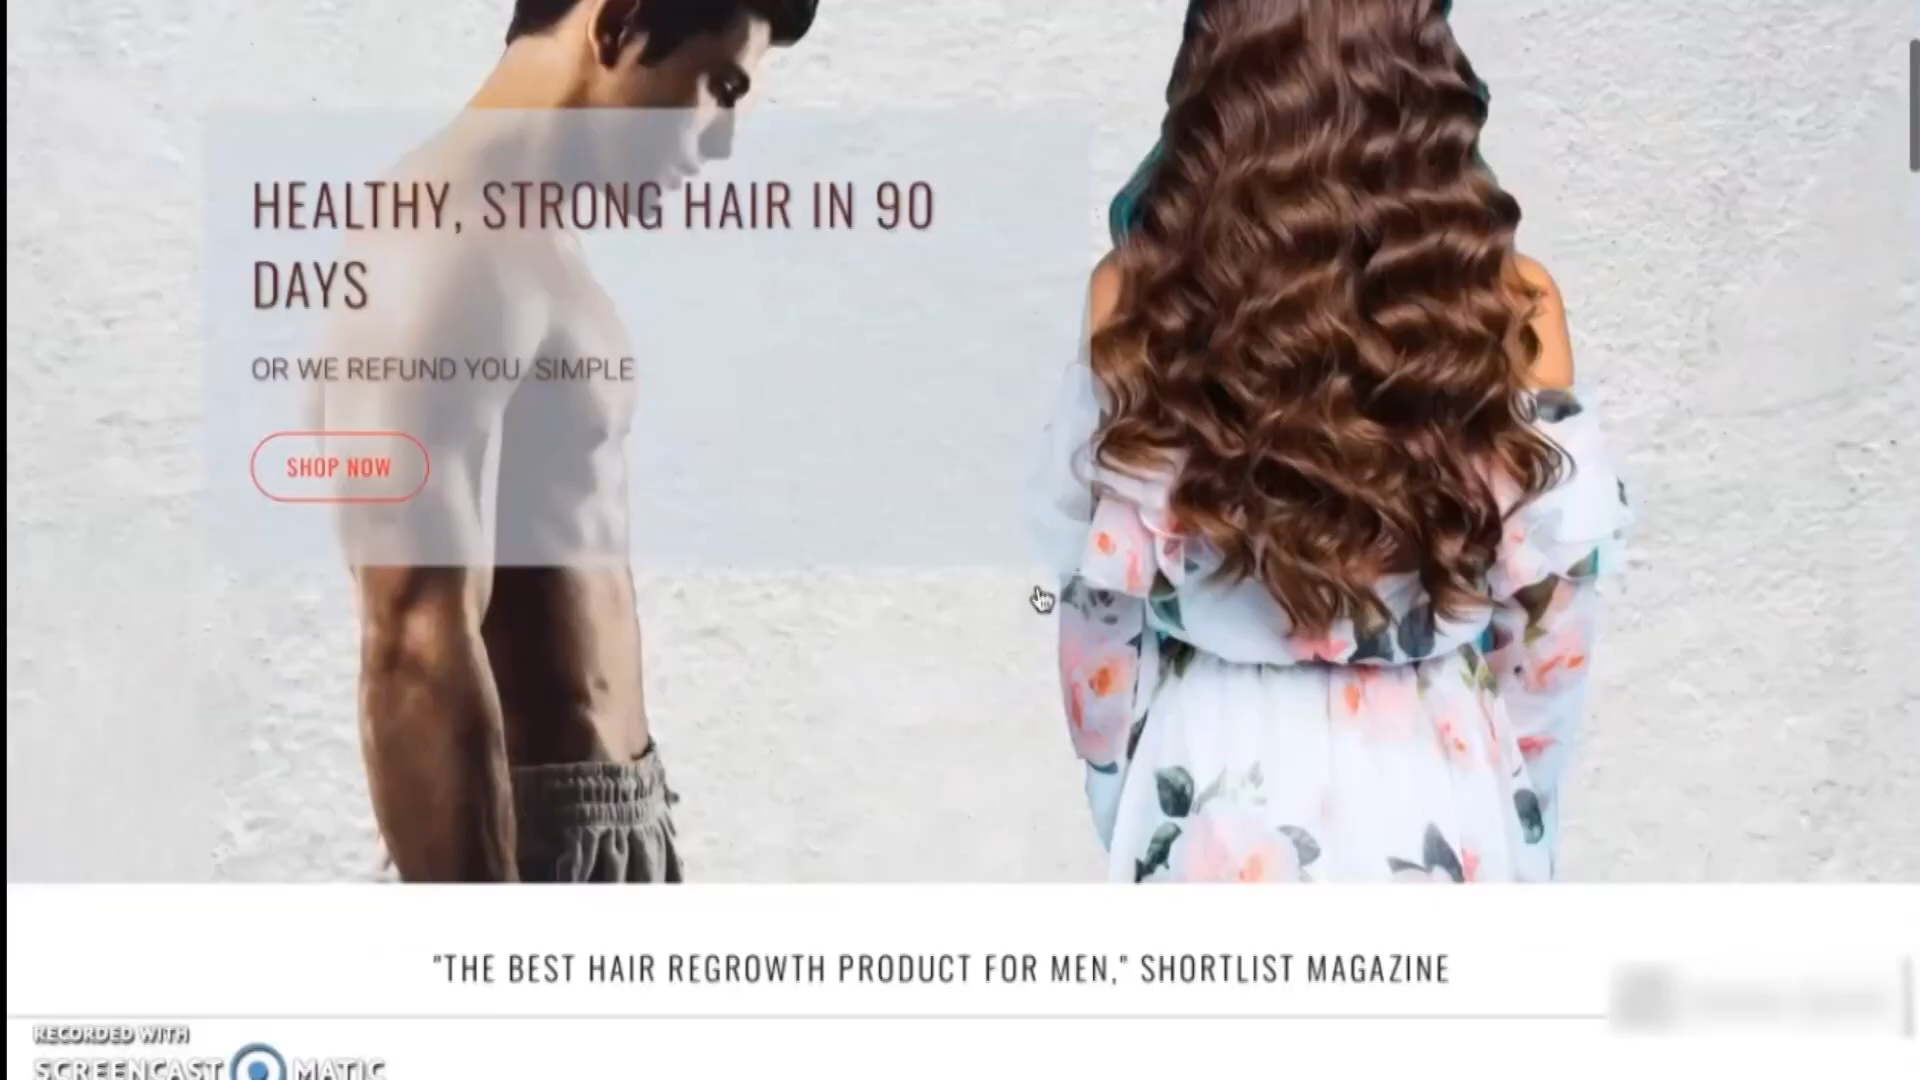 HEALTHY, STRONG HAIR IN 90
DAYS
OR WE REFUND YOU. SIMPLE
SHOP NOW
"THE BEST HAIR REGROWTH PRODUCT FOR MEN," SHORTLIST MAGAZINE
RECORDED WITH
SCREENCAST MATIC